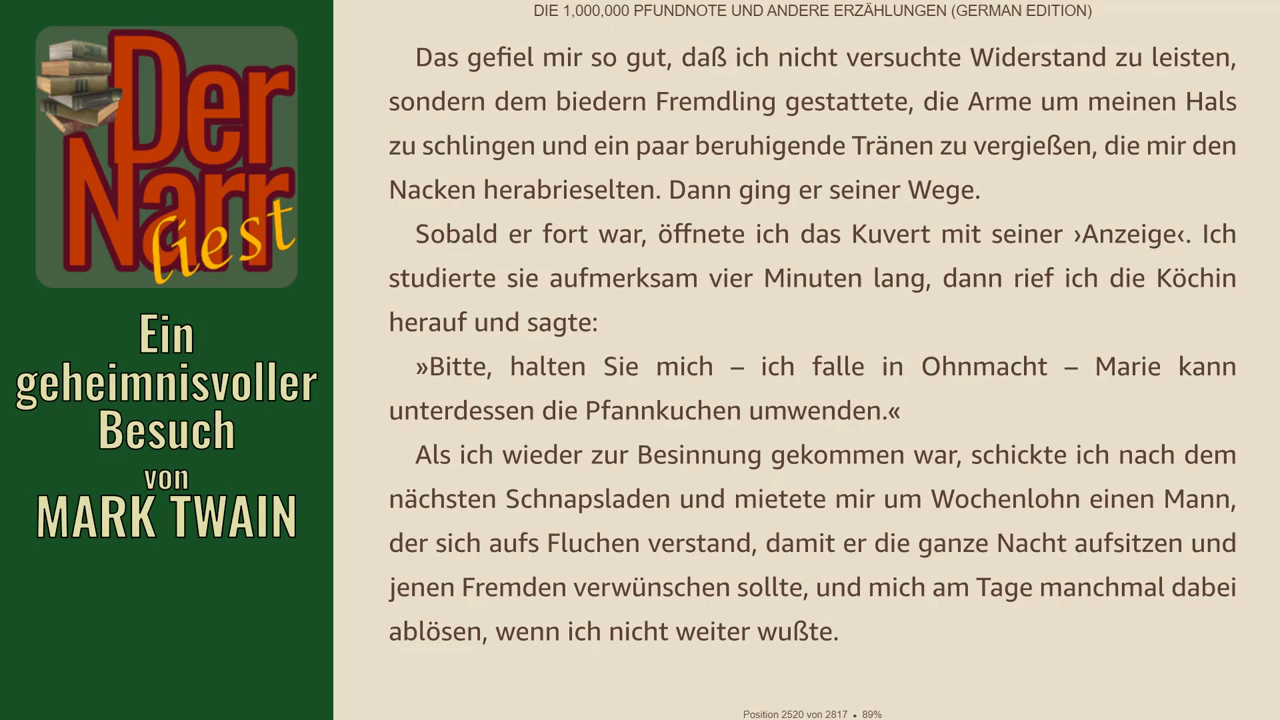 Der
Narr
liest
Ein
geheimnisvoller
Besuch
von
MARK TWAIN
DIE 1,000,000 PFUNDNOTE UND ANDERE ERZÄHLUNGEN (GERMAN EDITION)
Das gefiel mir so gut, daß ich nicht versuchte Widerstand zu leisten,
sondern dem biedern Fremdling gestattete, die Arme um meinen Hals
zu schlingen und ein paar beruhigende Tränen zu vergießen, die mir den
Nacken herabrieselten. Dann ging er seiner Wege.
Sobald er fort war, öffnete ich das Kuvert mit seiner ›Anzeige‹. Ich
studierte sie aufmerksam vier Minuten lang, dann rief ich die Köchin
herauf und sagte:
»Bitte, halten Sie mich – ich falle in Ohnmacht – Marie kann
unterdessen die Pfannkuchen umwenden.«
Als ich wieder zur Besinnung gekommen war, schickte ich nach dem
nächsten Schnapsladen und mietete mir um Wochenlohn einen Mann,
der sich aufs Fluchen verstand, damit er die ganze Nacht aufsitzen und
jenen Fremden verwünschen sollte, und mich am Tage manchmal dabei
ablösen, wenn ich nicht weiter wußte.
Position 2520 von 2817 • 89%